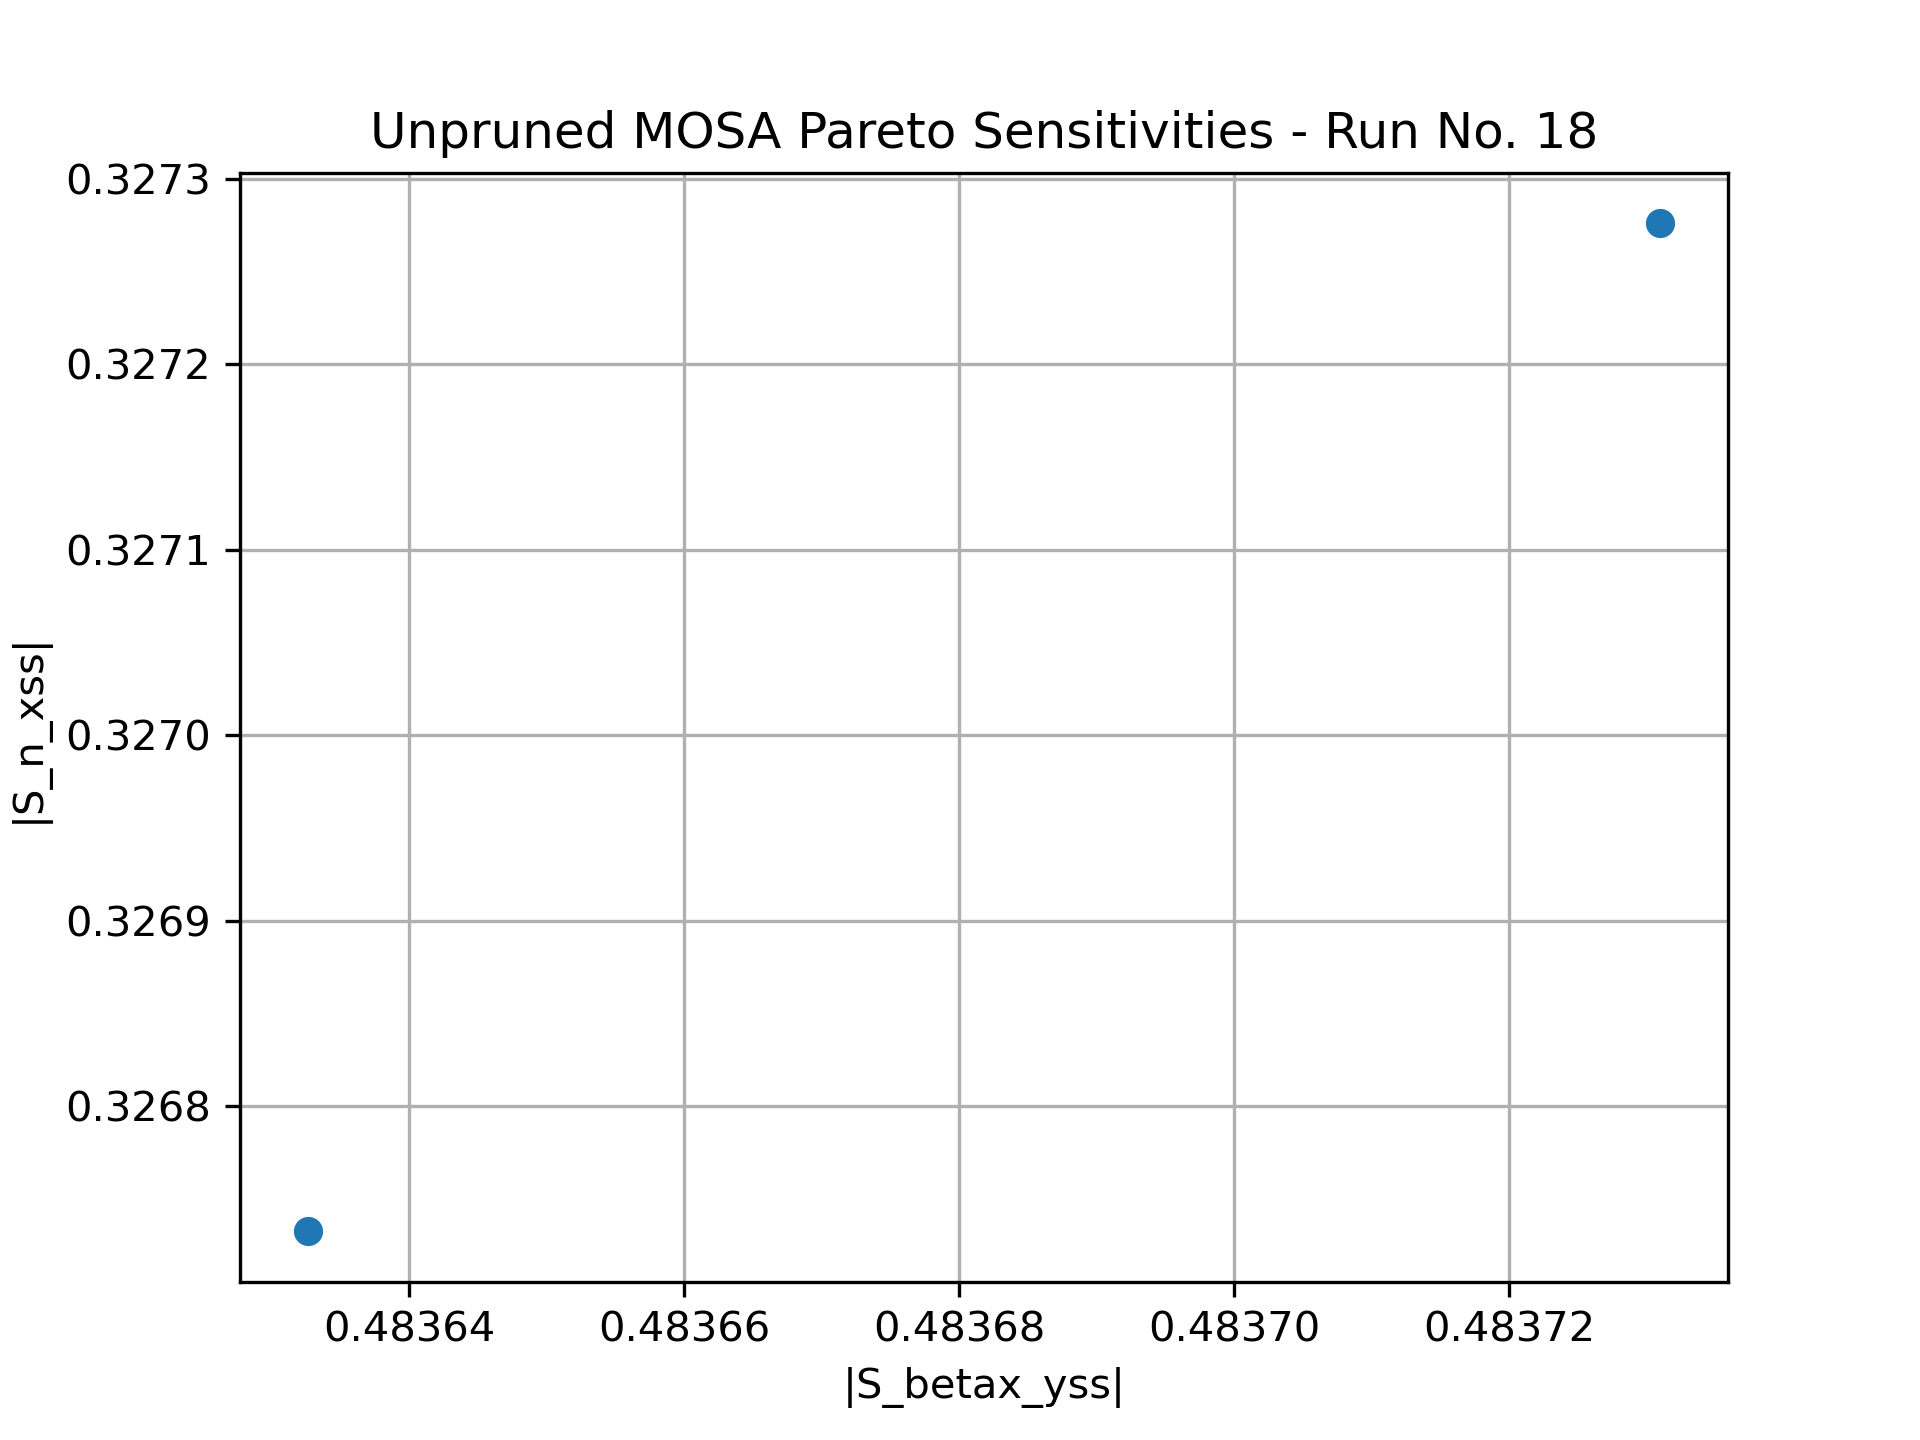 Unpruned MOSA Pareto Sensitivities - Run No. 18
0.3273
0.3272
0.3271
0.3270
0.3269
0.3268
|S_n_xss|
0.48364 0.48366 0.48368 0.48370 0.48372
|S_betax_yss|